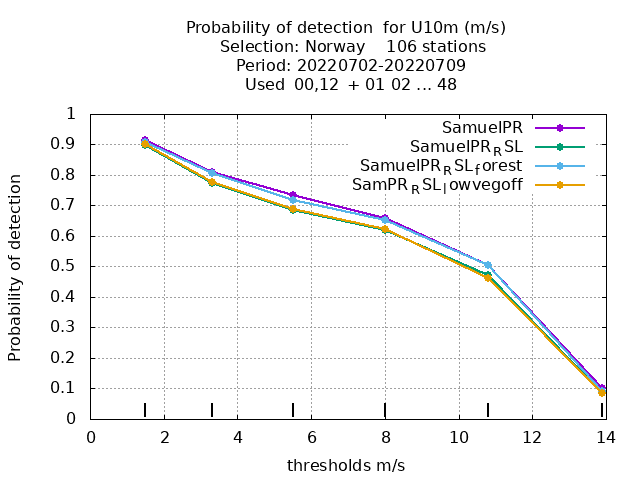 Probability of detection for U10m (m/s)
Selection: Norway 106 stations
Period: 20220702-20220709
Used 00,12 + 01 02 ... 48
SamuelPR
SamuelPR_RSL
SamuelPR_RSL_forest
SamPR_RSL_lowvegoff
Probability of detection
1
0.9
0.8
0.7
0.6
0.5
0.4
0.3
0.2
0.1
0
0 2 4 6 8 10 12 14
thresholds m/s